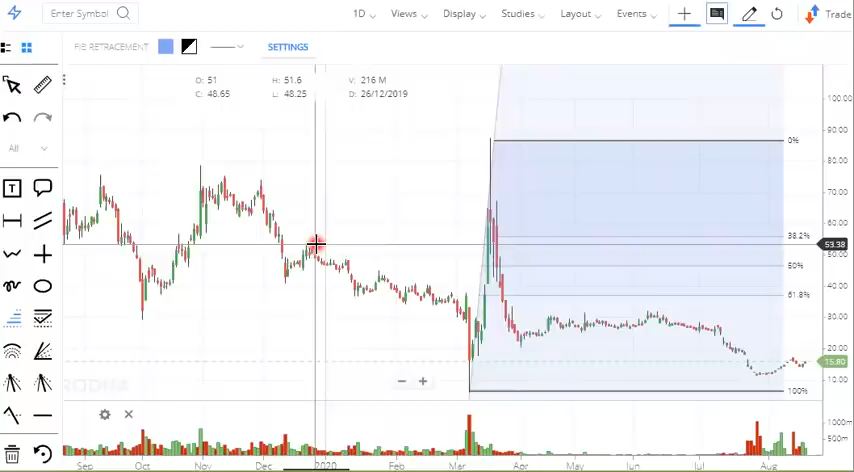 Enter Symbol
1D Views Display Studies Layout Events Trade
FIB RETRACEMENT SETTINGS
O: 51 H: 51.6 V: 216 M
C: 48.65 L: 48.25 D: 26/12/2019
All
T
100.00
90.00
80.00
70.00
60.00
53.38
40.00
30.00
20.00
15.80
10.00
0%
38.2%
50%
61.8%
100%
1000m
500m
Sep Oct Nov Dec 2020 Feb Mar Apr May Jun Jul Aug